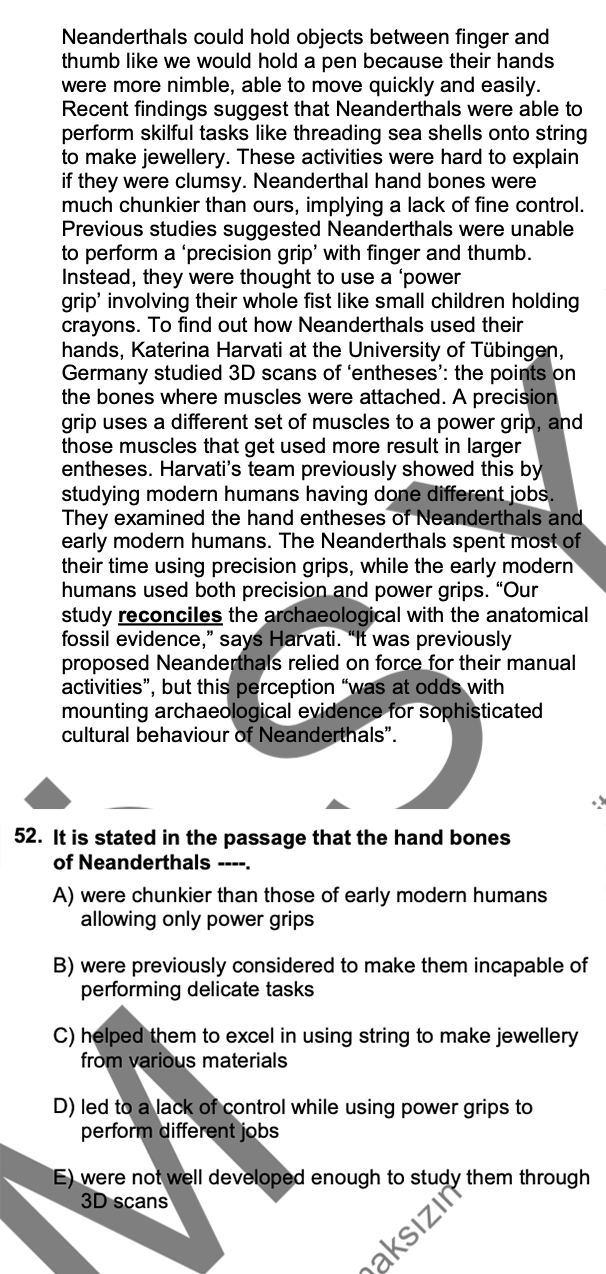 Neanderthals could hold objects between finger and
thumb like we would hold a pen because their hands
were more nimble, able to move quickly and easily.
Recent findings suggest that Neanderthals were able to
perform skilful tasks like threading sea shells onto string
to make jewellery. These activities were hard to explain
if they were clumsy. Neanderthal hand bones were
much chunkier than ours, implying a lack of fine control.
Previous studies suggested Neanderthals were unable
to perform a ‘precision grip’ with finger and thumb.
Instead, they were thought to use a ‘power
grip’ involving their whole fist like small children holding
crayons. To find out how Neanderthals used their
hands, Katerina Harvati at the University of Tübingen,
Germany studied 3D scans of ‘entheses’: the points on
the bones where muscles were attached. A precision
grip uses a different set of muscles to a power grip, and
those muscles that get used more result in larger
entheses. Harvati’s team previously showed this by
studying modern humans having done different jobs.
They examined the hand entheses of Neanderthals and
early modern humans. The Neanderthals spent most of
their time using precision grips, while the early modern
humans used both precision and power grips. “Our
study reconciles the archaeological with the anatomical
fossil evidence,” says Harvati. “It was previously
proposed Neanderthals relied on force for their manual
activities”, but this perception “was at odds with
mounting archaeological evidence for sophisticated
cultural behaviour of Neanderthals”.
52. It is stated in the passage that the hand bones
of Neanderthals ----.
A) were chunkier than those of early modern humans
allowing only power grips
B) were previously considered to make them incapable of
performing delicate tasks
C) helped them to excel in using string to make jewellery
from various materials
D) led to a lack of control while using power grips to
perform different jobs
E) were not well developed enough to study them through
3D scans